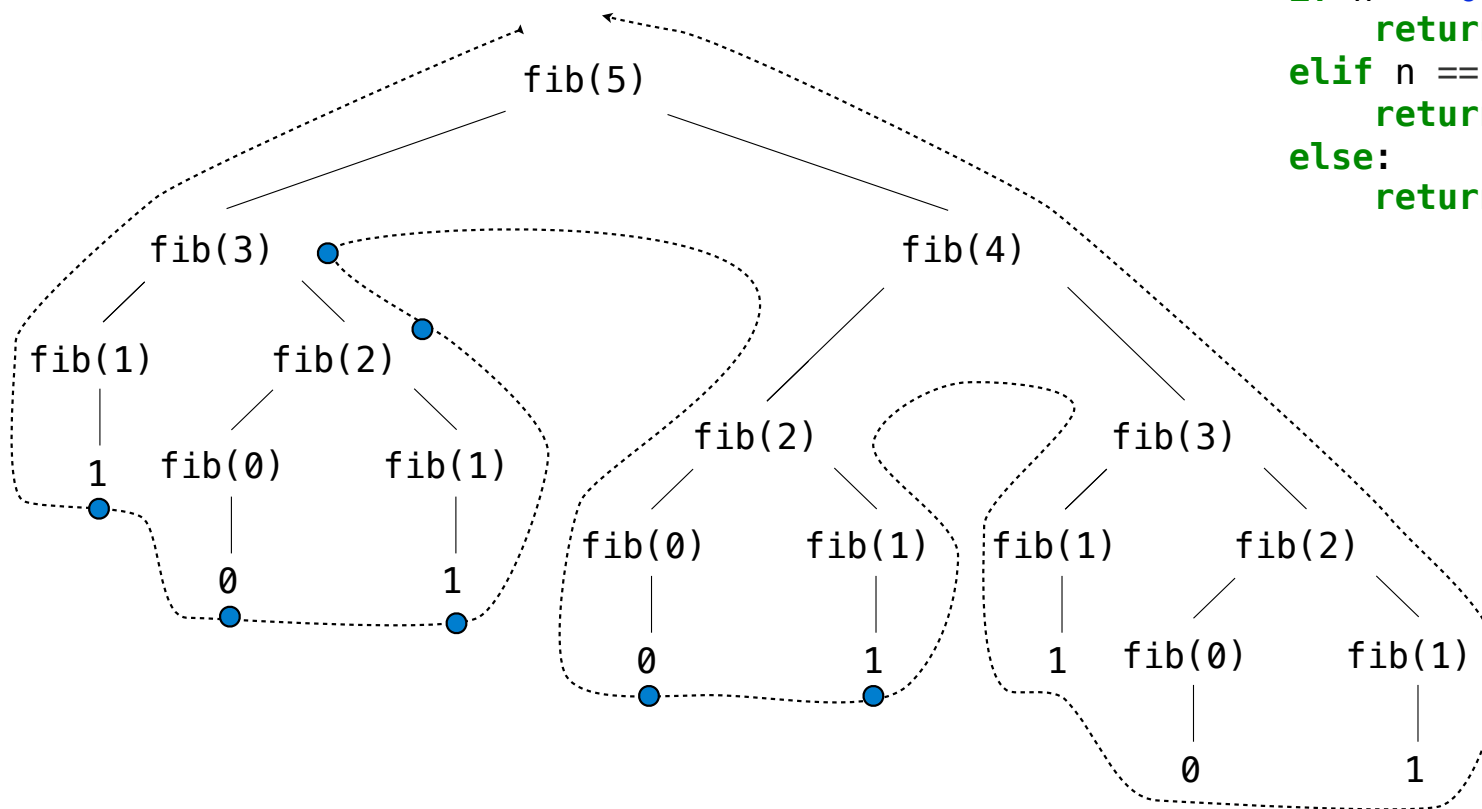 retur
elif n ==
retur
else:
retur
fib(5)
fib(3) fib(4)
fib(1) fib(2)
fib(2) fib(3)
1 fib(0) fib(1)
fib(0) fib(1) fib(1) fib(2)
0 1
0 1 1 fib(0) fib(1)
0 1